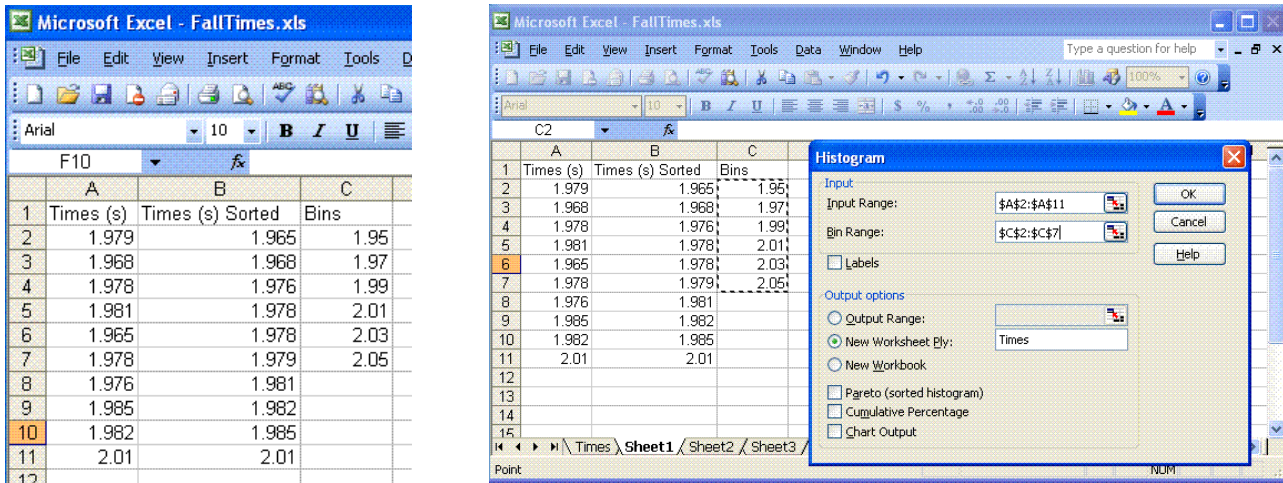 Microsoft Excel - FallTimes.xls
File Edit View Insert Format Tools D
ABC
Arial 10 B I U
F10 fx
A B C
1 Times (s) Times (s) Sorted Bins
2 1.979 1.965 1.95
3 1.968 1.968 1.97
4 1.978 1.976 1.99
5 1.981 1.978 2.01
6 1.965 1.978 2.03
7 1.978 1.979 2.05
8 1.976 1.981
9 1.985 1.982
10 1.982 1.985
11 2.01 2.01
12
Microsoft Excel - FallTimes.xls
File Edit View Insert Format Tools Data Window Help Type a question for help
100%
Arial 10 B I U $ % ,
C2 fx
A B C
1 Times (s) Times (s) Sorted Bins
2 1.979 1.965 1.95
3 1.968 1.968 1.97
4 1.978 1.976 1.99
5 1.981 1.978 2.01
6 1.965 1.978 2.03
7 1.978 1.979 2.05
8 1.976 1.981
9 1.985 1.982
10 1.982 1.985
11 2.01 2.01
12
13
14
15
Times Sheet1 Sheet2 Sheet3
Point NUM
Histogram
Input
Input Range: $A$2:$A$11
Bin Range: $C$2:$C$7
Labels
Output options
Output Range:
New Worksheet Ply: Times
New Workbook
Pareto (sorted histogram)
Cumulative Percentage
Chart Output
OK
Cancel
Help